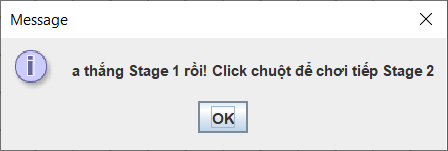 Message
a thắng Stage 1 rồi! Click chuột để chơi tiếp Stage 2
OK